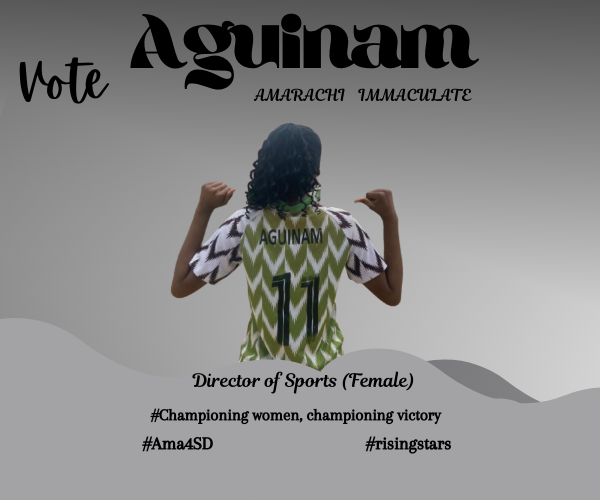 Aguinam
Vote
AMARACHI IMMACULATE
AGUINAM
11
Director of Sports (Female)
#Championing women, championing victory
#Ama4SD #risingstars